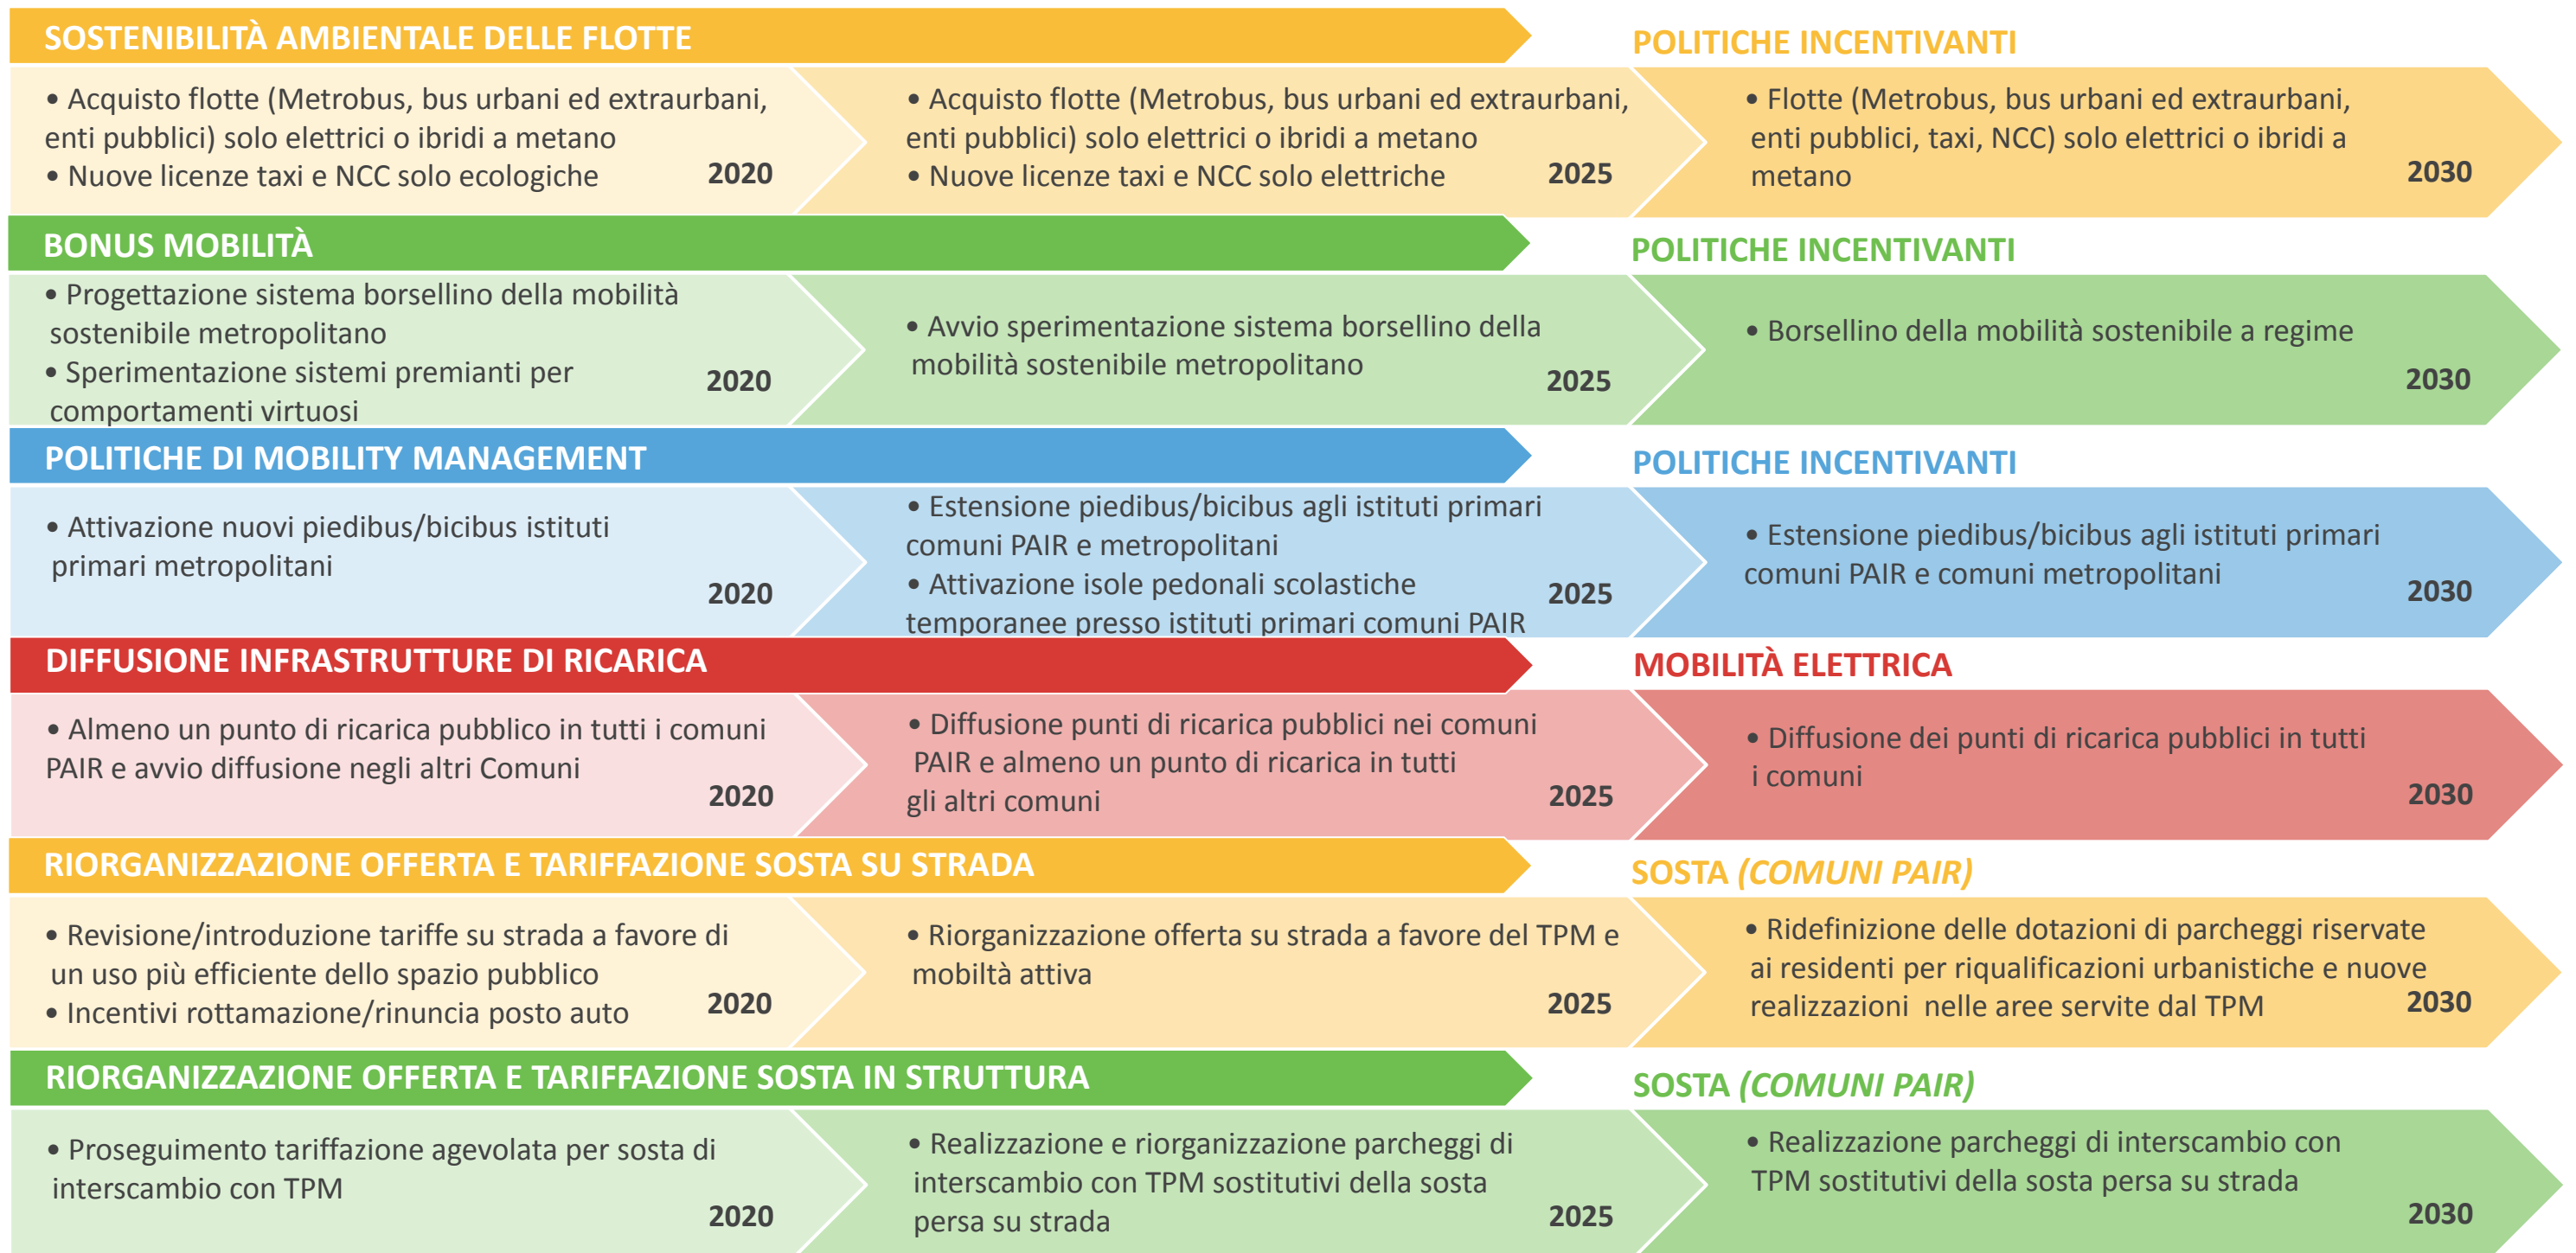 SOSTENIBILITÀ AMBIENTALE DELLE FLOTTE
POLITICHE INCENTIVANTI
• Acquisto flotte (Metrobus, bus urbani ed extraurbani,
enti pubblici) solo elettrici o ibridi a metano
• Nuove licenze taxi e NCC solo ecologiche
2020
• Acquisto flotte (Metrobus, bus urbani ed extraurbani,
enti pubblici) solo elettrici o ibridi a metano
• Nuove licenze taxi e NCC solo elettriche
2025
• Flotte (Metrobus, bus urbani ed extraurbani,
enti pubblici, taxi, NCC) solo elettrici o ibridi a
metano
2030
BONUS MOBILITÀ
POLITICHE INCENTIVANTI
• Progettazione sistema borsellino della mobilità
sostenibile metropolitano
• Sperimentazione sistemi premianti per
comportamenti virtuosi
2020
• Avvio sperimentazione sistema borsellino della
mobilità sostenibile metropolitano
2025
• Borsellino della mobilità sostenibile a regime
2030
POLITICHE DI MOBILITY MANAGEMENT
POLITICHE INCENTIVANTI
• Attivazione nuovi piedibus/bicibus istituti
primari metropolitani
2020
• Estensione piedibus/bicibus agli istituti primari
comuni PAIR e metropolitani
• Attivazione isole pedonali scolastiche
temporanee presso istituti primari comuni PAIR
2025
• Estensione piedibus/bicibus agli istituti primari
comuni PAIR e comuni metropolitani
2030
DIFFUSIONE INFRASTRUTTURE DI RICARICA
MOBILITÀ ELETTRICA
• Almeno un punto di ricarica pubblico in tutti i comuni
PAIR e avvio diffusione negli altri Comuni
2020
• Diffusione punti di ricarica pubblici nei comuni
PAIR e almeno un punto di ricarica in tutti
gli altri comuni
2025
• Diffusione dei punti di ricarica pubblici in tutti
i comuni
2030
RIORGANIZZAZIONE OFFERTA E TARIFFAZIONE SOSTA SU STRADA
SOSTA (COMUNI PAIR)
• Revisione/introduzione tariffe su strada a favore di
un uso più efficiente dello spazio pubblico
• Incentivi rottamazione/rinuncia posto auto
2020
• Riorganizzazione offerta su strada a favore del TPM e
mobiltà attiva
2025
• Ridefinizione delle dotazioni di parcheggi riservate
ai residenti per riqualificazioni urbanistiche e nuove
realizzazioni nelle aree servite dal TPM
2030
RIORGANIZZAZIONE OFFERTA E TARIFFAZIONE SOSTA IN STRUTTURA
SOSTA (COMUNI PAIR)
• Proseguimento tariffazione agevolata per sosta di
interscambio con TPM
2020
• Realizzazione e riorganizzazione parcheggi di
interscambio con TPM sostitutivi della sosta
persa su strada
2025
• Realizzazione parcheggi di interscambio con
TPM sostitutivi della sosta persa su strada
2030